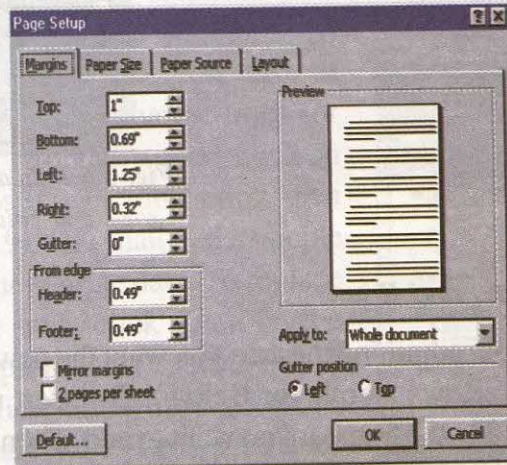 Page Setup
Margins Paper Size Paper Source Layout
Top: 1"
Bottom: 0.69"
Left: 1.25"
Right: 0.32"
Gutter: 0"
From edge
Header: 0.49"
Footer: 0.49"
Mirror margins
2 pages per sheet
Preview
Apply to: Whole document
Gutter position
Left Top
Default... OK Cancel